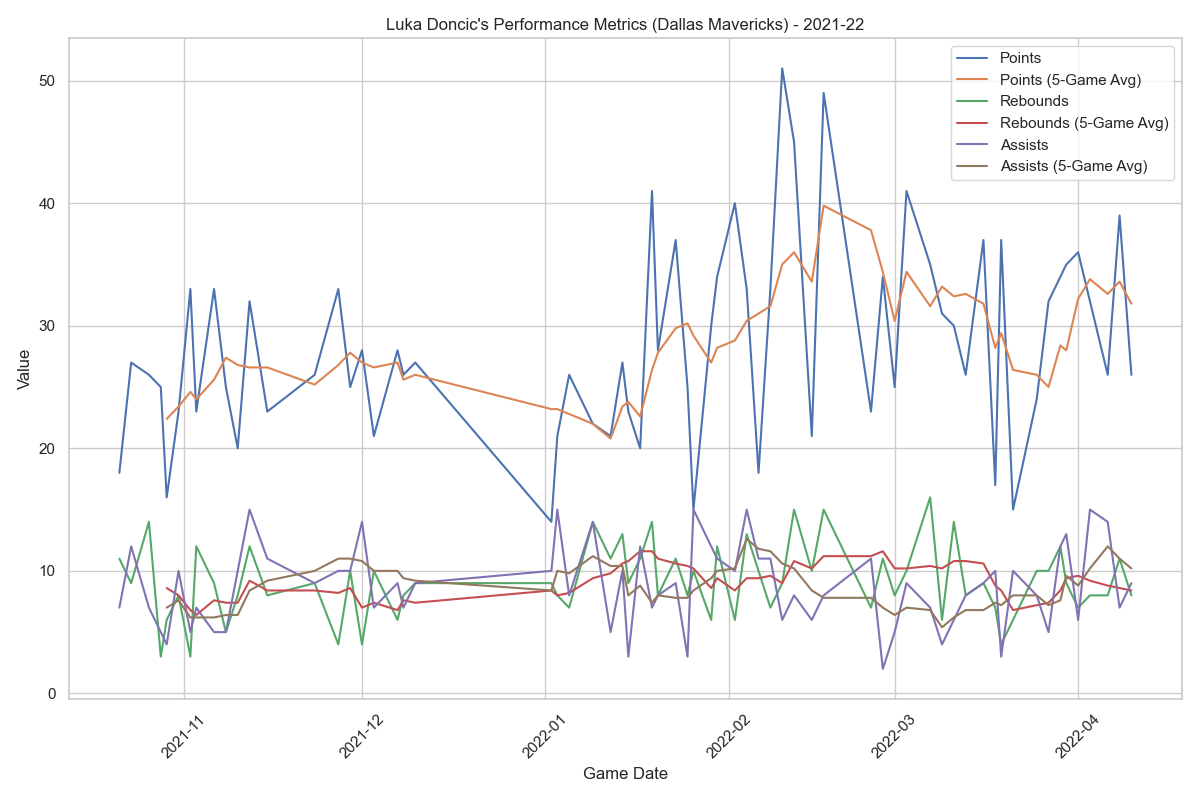 Luka Doncic's Performance Metrics (Dallas Mavericks) - 2021-22
Points
Points (5-Game Avg)
Rebounds
Rebounds (5-Game Avg)
Assists
Assists (5-Game Avg)
Value
50
40
30
20
10
0
2021-11
2021-12
2022-01
2022-02
2022-03
2022-04
Game Date